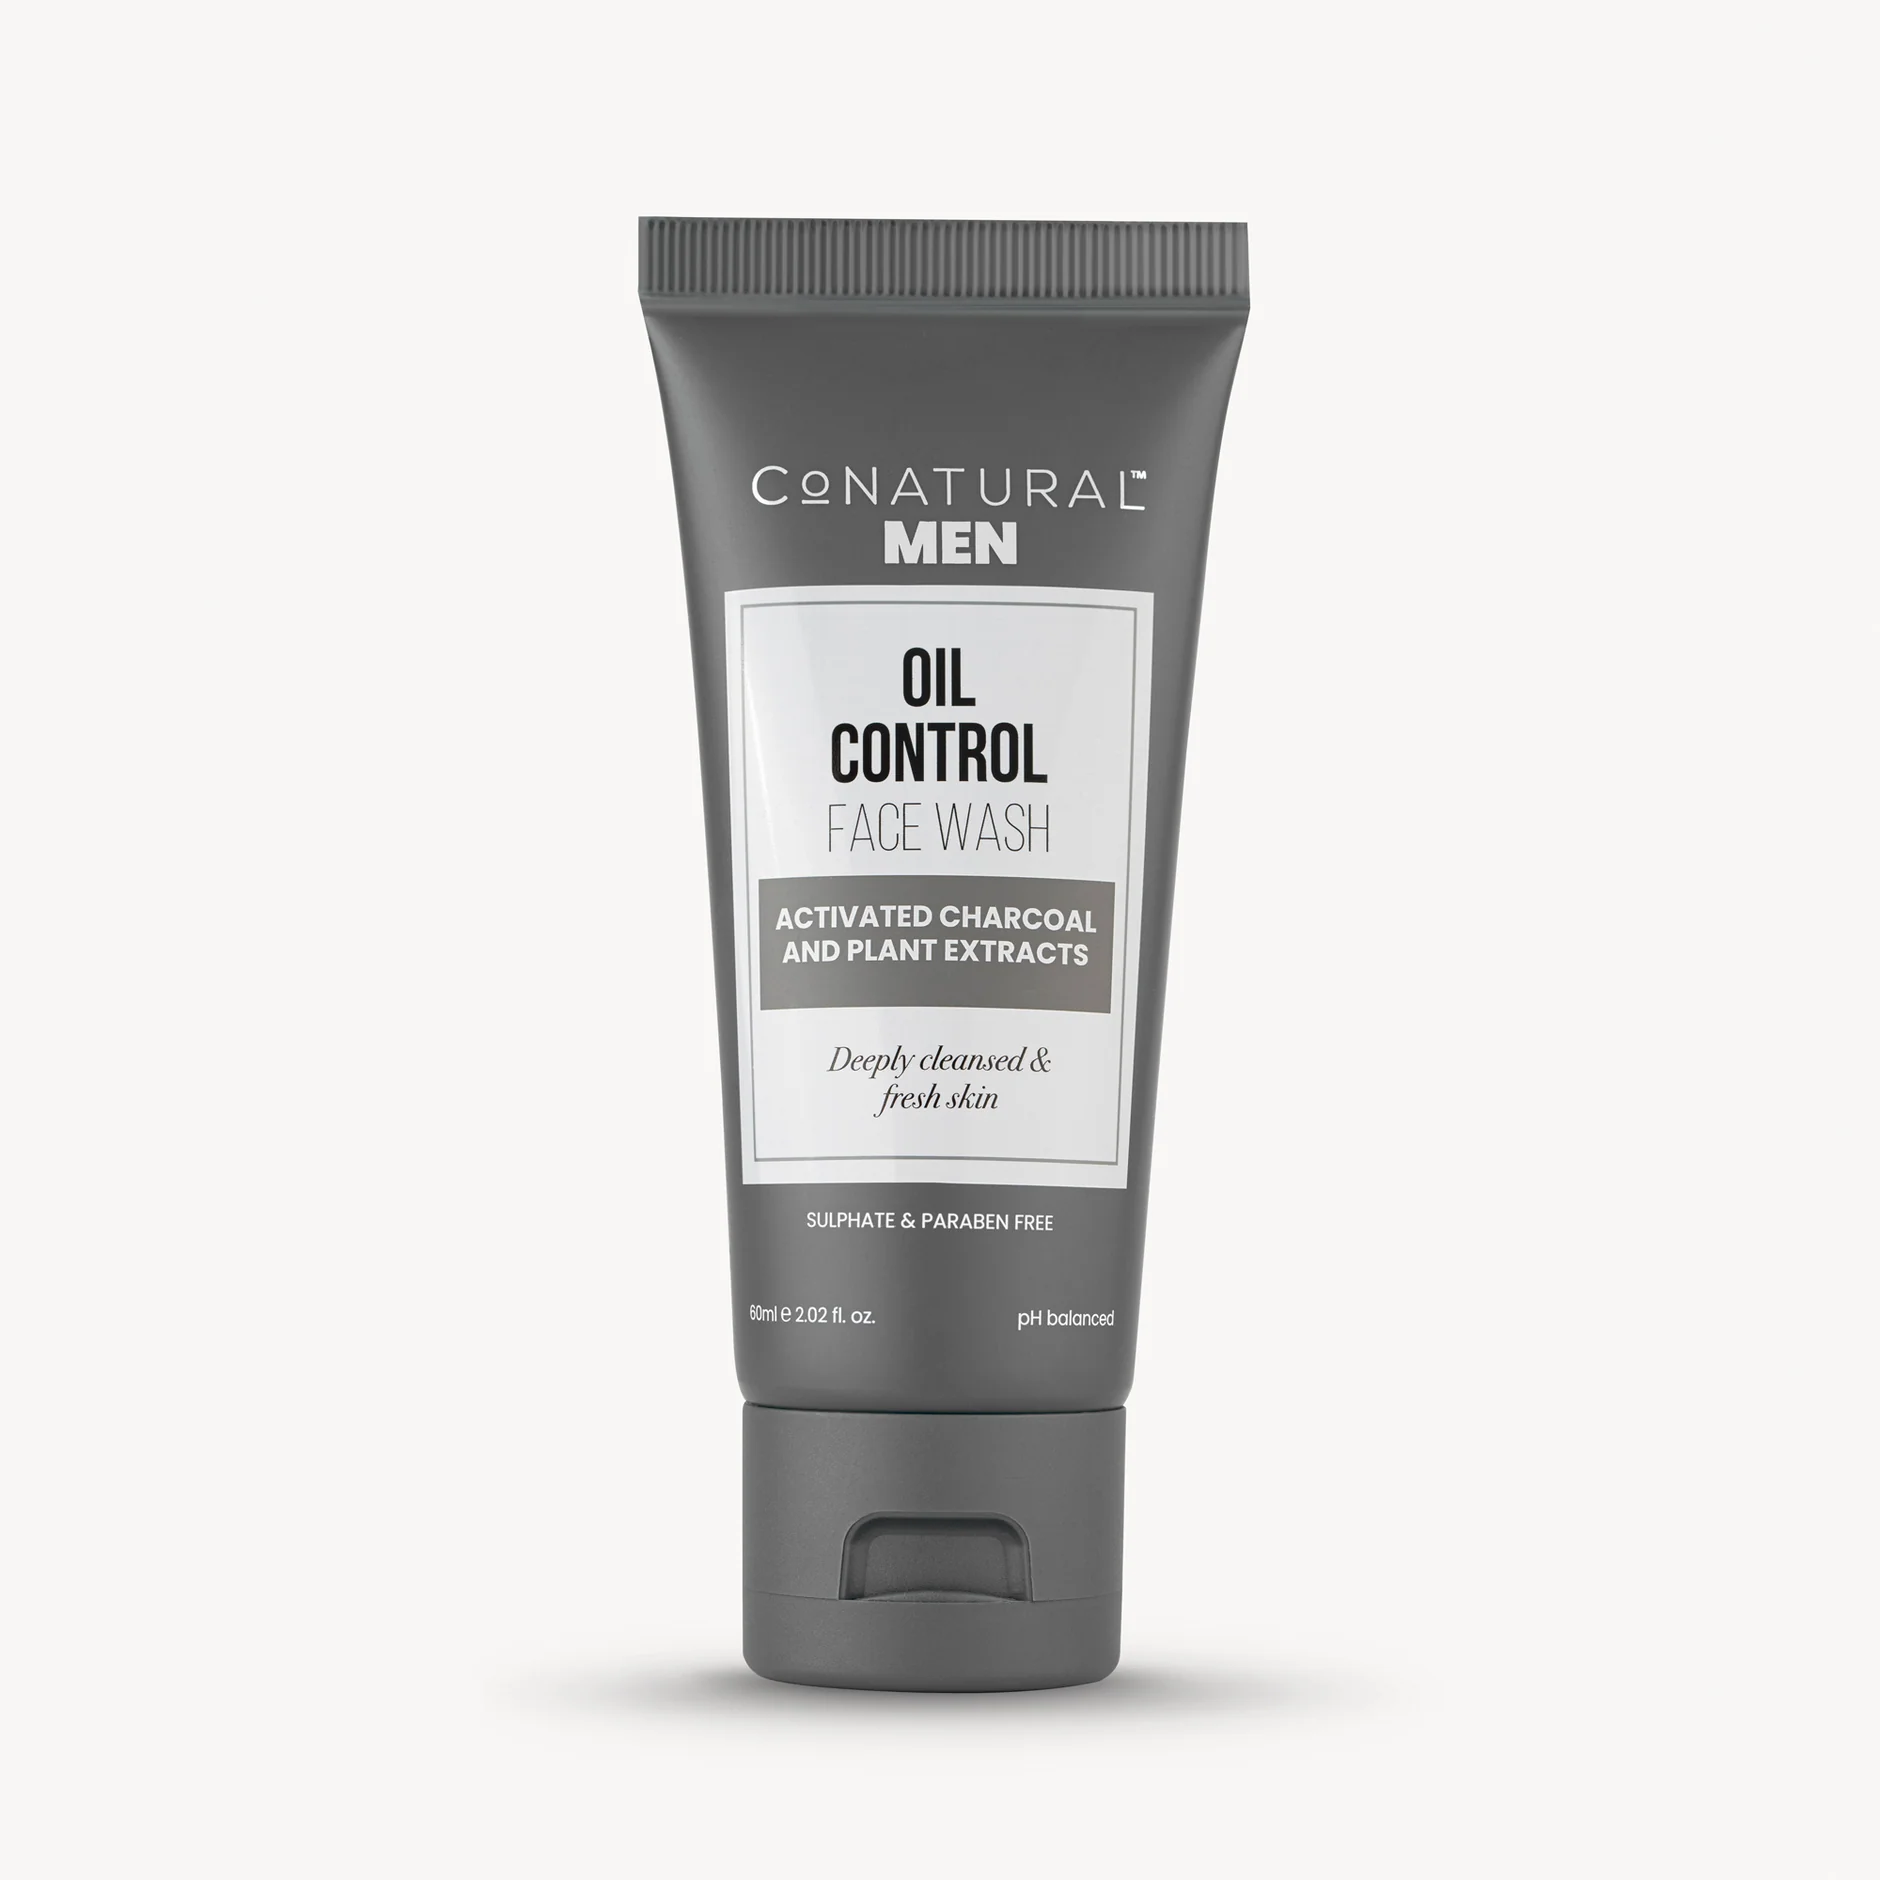 CoNATURAL™
MEN
OIL
CONTROL
FACE WASH
ACTIVATED CHARCOAL
AND PLANT EXTRACTS
Deeply cleansed &
fresh skin
SULPHATE & PARABEN FREE
60ml e 2.02 fl. oz.
pH balanced